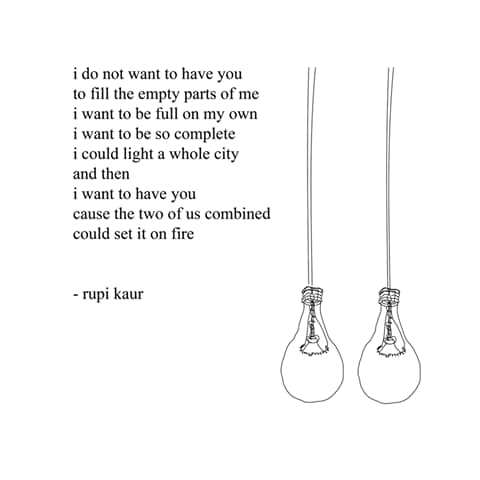 i do not want to have you
to fill the empty parts of me
i want to be full on my own
i want to be so complete
i could light a whole city
and then
i want to have you
cause the two of us combined
could set it on fire
- rupi kaur